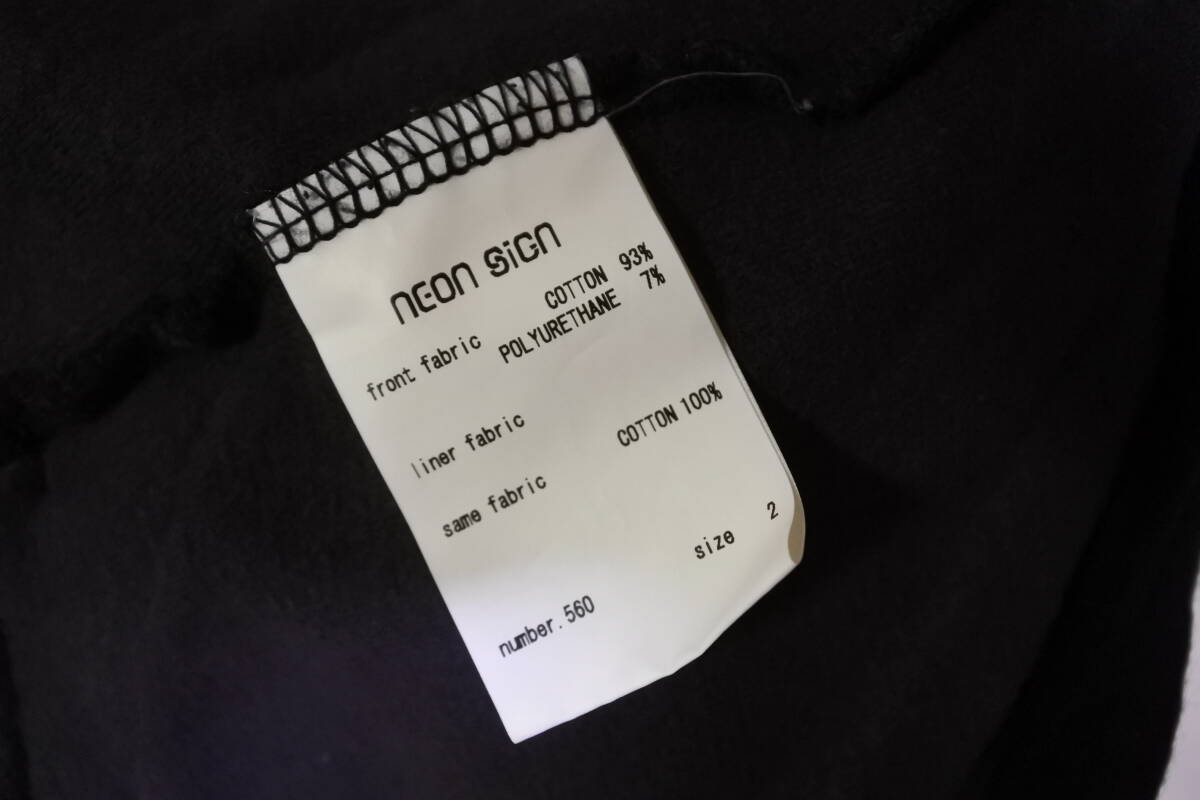 NEON SIGN
front fabric COTTON 93%
POLYURETHANE 7%
liner fabric
same fabric COTTON 100%
number.560 size 2